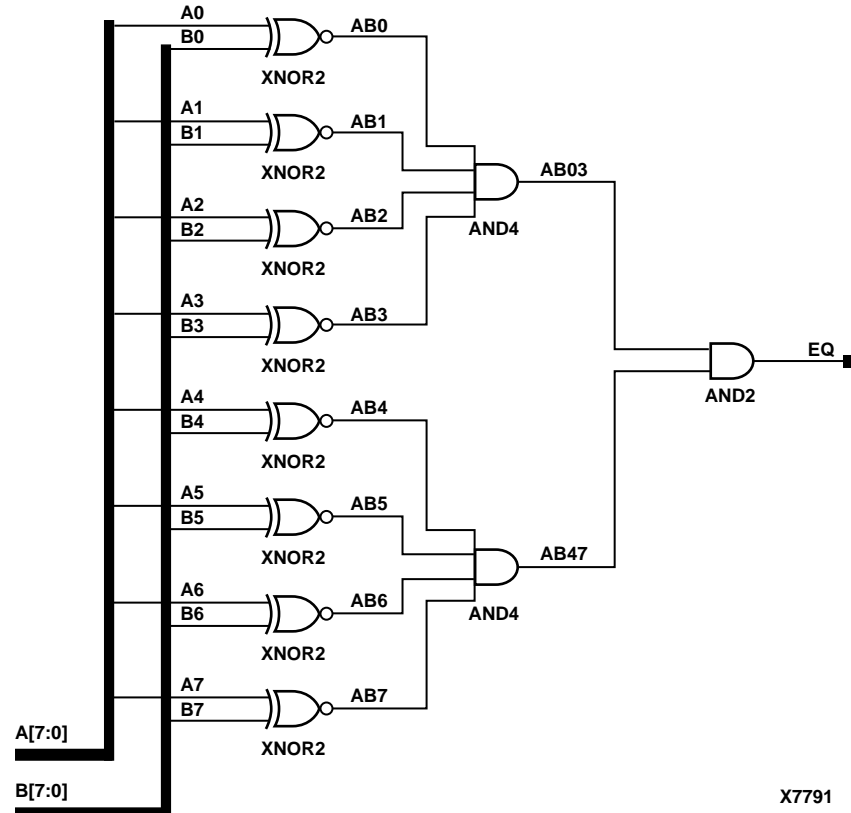 A0
B0
AB0
XNOR2
A1
B1
AB1
XNOR2
AB03
A2
B2
AB2
AND4
XNOR2
A3
B3
AB3
XNOR2
EQ
AND2
A4
B4
AB4
XNOR2
A5
B5
AB5
XNOR2
AB47
A6
B6
AB6
AND4
XNOR2
A7
B7
AB7
XNOR2
A[7:0]
B[7:0]
X7791